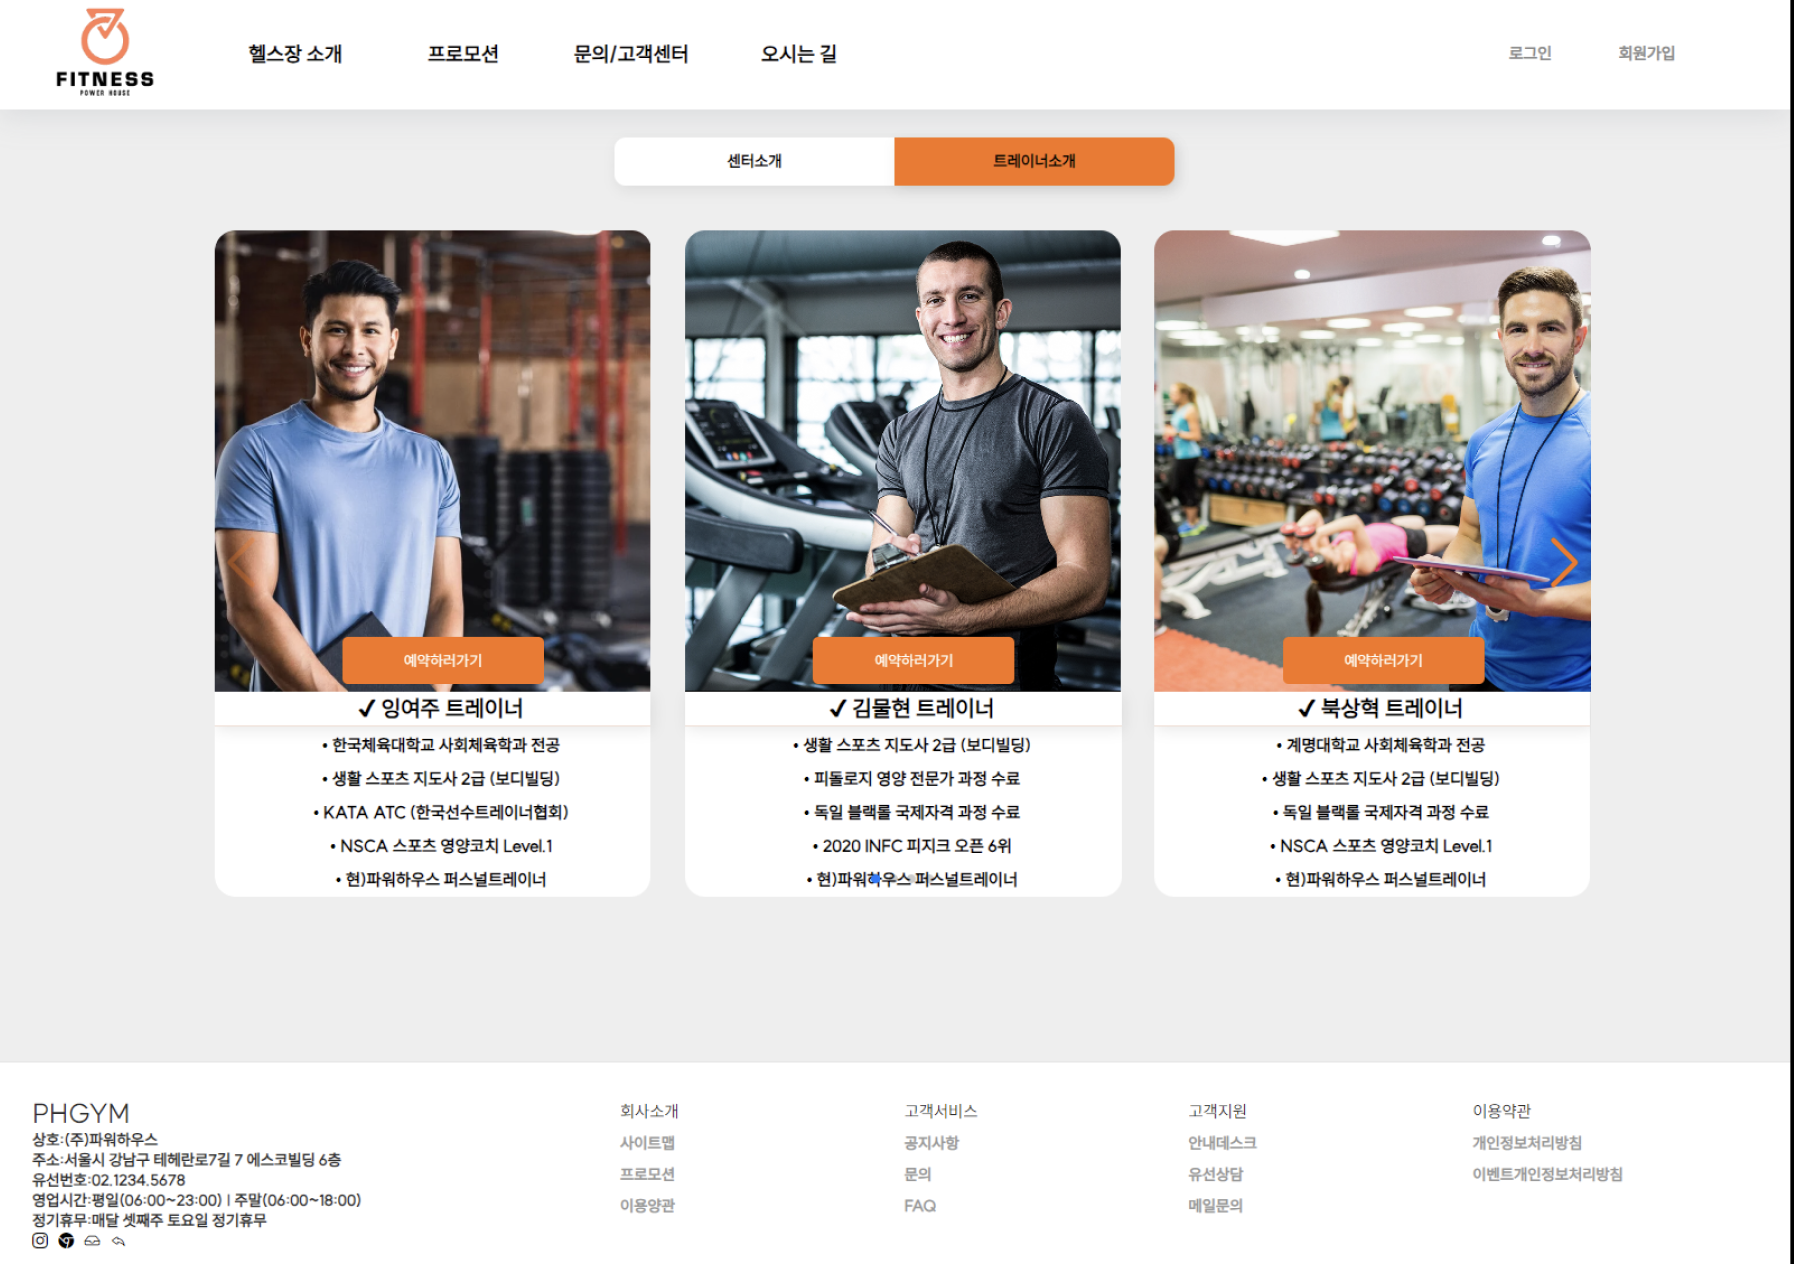 FITNESS
POWER HOUSE
헬스장 소개
프로모션
문의/고객센터
오시는 길
로그인
회원가입
센터소개
트레이너소개
예약하러가기
✓ 잉여주 트레이너
• 한국체육대학교 사회체육학과 전공
• 생활 스포츠 지도사 2급 (보디빌딩)
• KATA ATC (한국선수트레이너협회)
• NSCA 스포츠 영양코치 Level.1
• 현)파워하우스 퍼스널트레이너
예약하러가기
✓ 김물현 트레이너
• 생활 스포츠 지도사 2급 (보디빌딩)
• 피톨로지 영양 전문가 과정 수료
• 독일 블랙롤 국제자격 과정 수료
• 2020 INFC 피지크 오픈 6위
• 현)파워하우스 퍼스널트레이너
예약하러가기
✓ 북상혁 트레이너
• 계명대학교 사회체육학과 전공
• 생활 스포츠 지도사 2급 (보디빌딩)
• 독일 블랙롤 국제자격 과정 수료
• NSCA 스포츠 영양코치 Level.1
• 현)파워하우스 퍼스널트레이너
PHGYM
상호:(주)파워하우스
주소:서울시 강남구 테헤란로7길 7 에스코빌딩 6층
유선번호:02.1234.5678
영업시간:평일(06:00~23:00) | 주말(06:00~18:00)
정기휴무:매달 셋째주 토요일 정기휴무
회사소개
사이트맵
프로모션
이용양관
고객서비스
공지사항
문의
FAQ
고객지원
안내데스크
유선상담
메일문의
이용약관
개인정보처리방침
이벤트개인정보처리방침